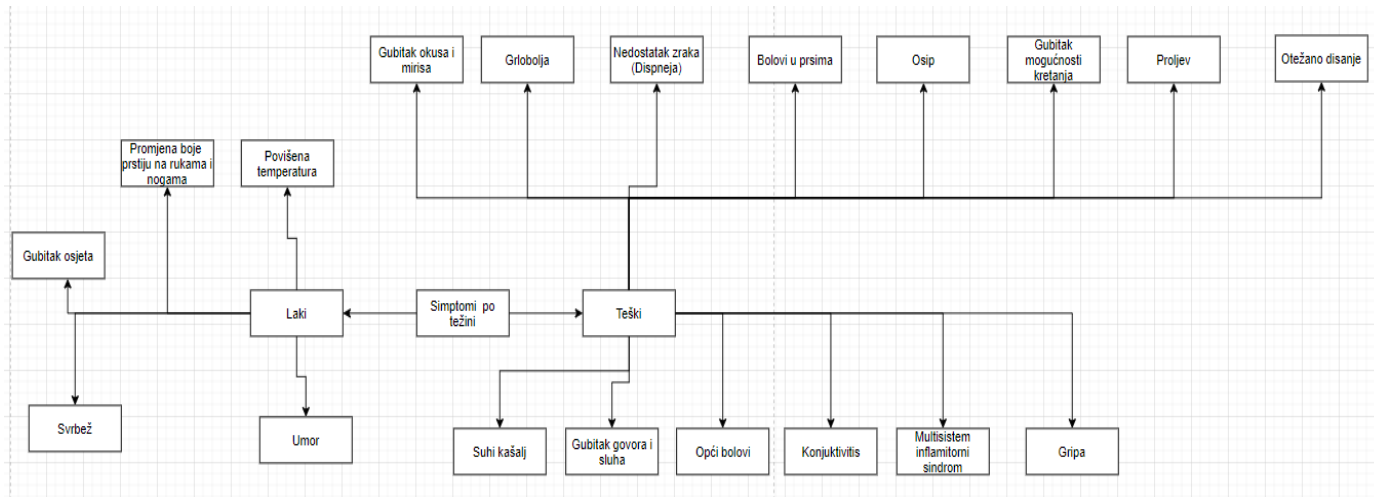 Gubitak okusa i
mirisa
Grlobolja
Nedostatak zraka
(Dispneja)
Bolovi u prsima
Osip
Gubitak
mogućnosti
kretanja
Proljev
Otežano disanje
Promjena boje
prstiju na rukama i
nogama
Povišena
temperatura
Gubitak osjeta
Laki
Simptomi po
težini
Teški
Svrbež
Umor
Suhi kašalj
Gubitak govora i
sluha
Opći bolovi
Konjuktivitis
Multisistem
inflamitorni
sindrom
Gripa